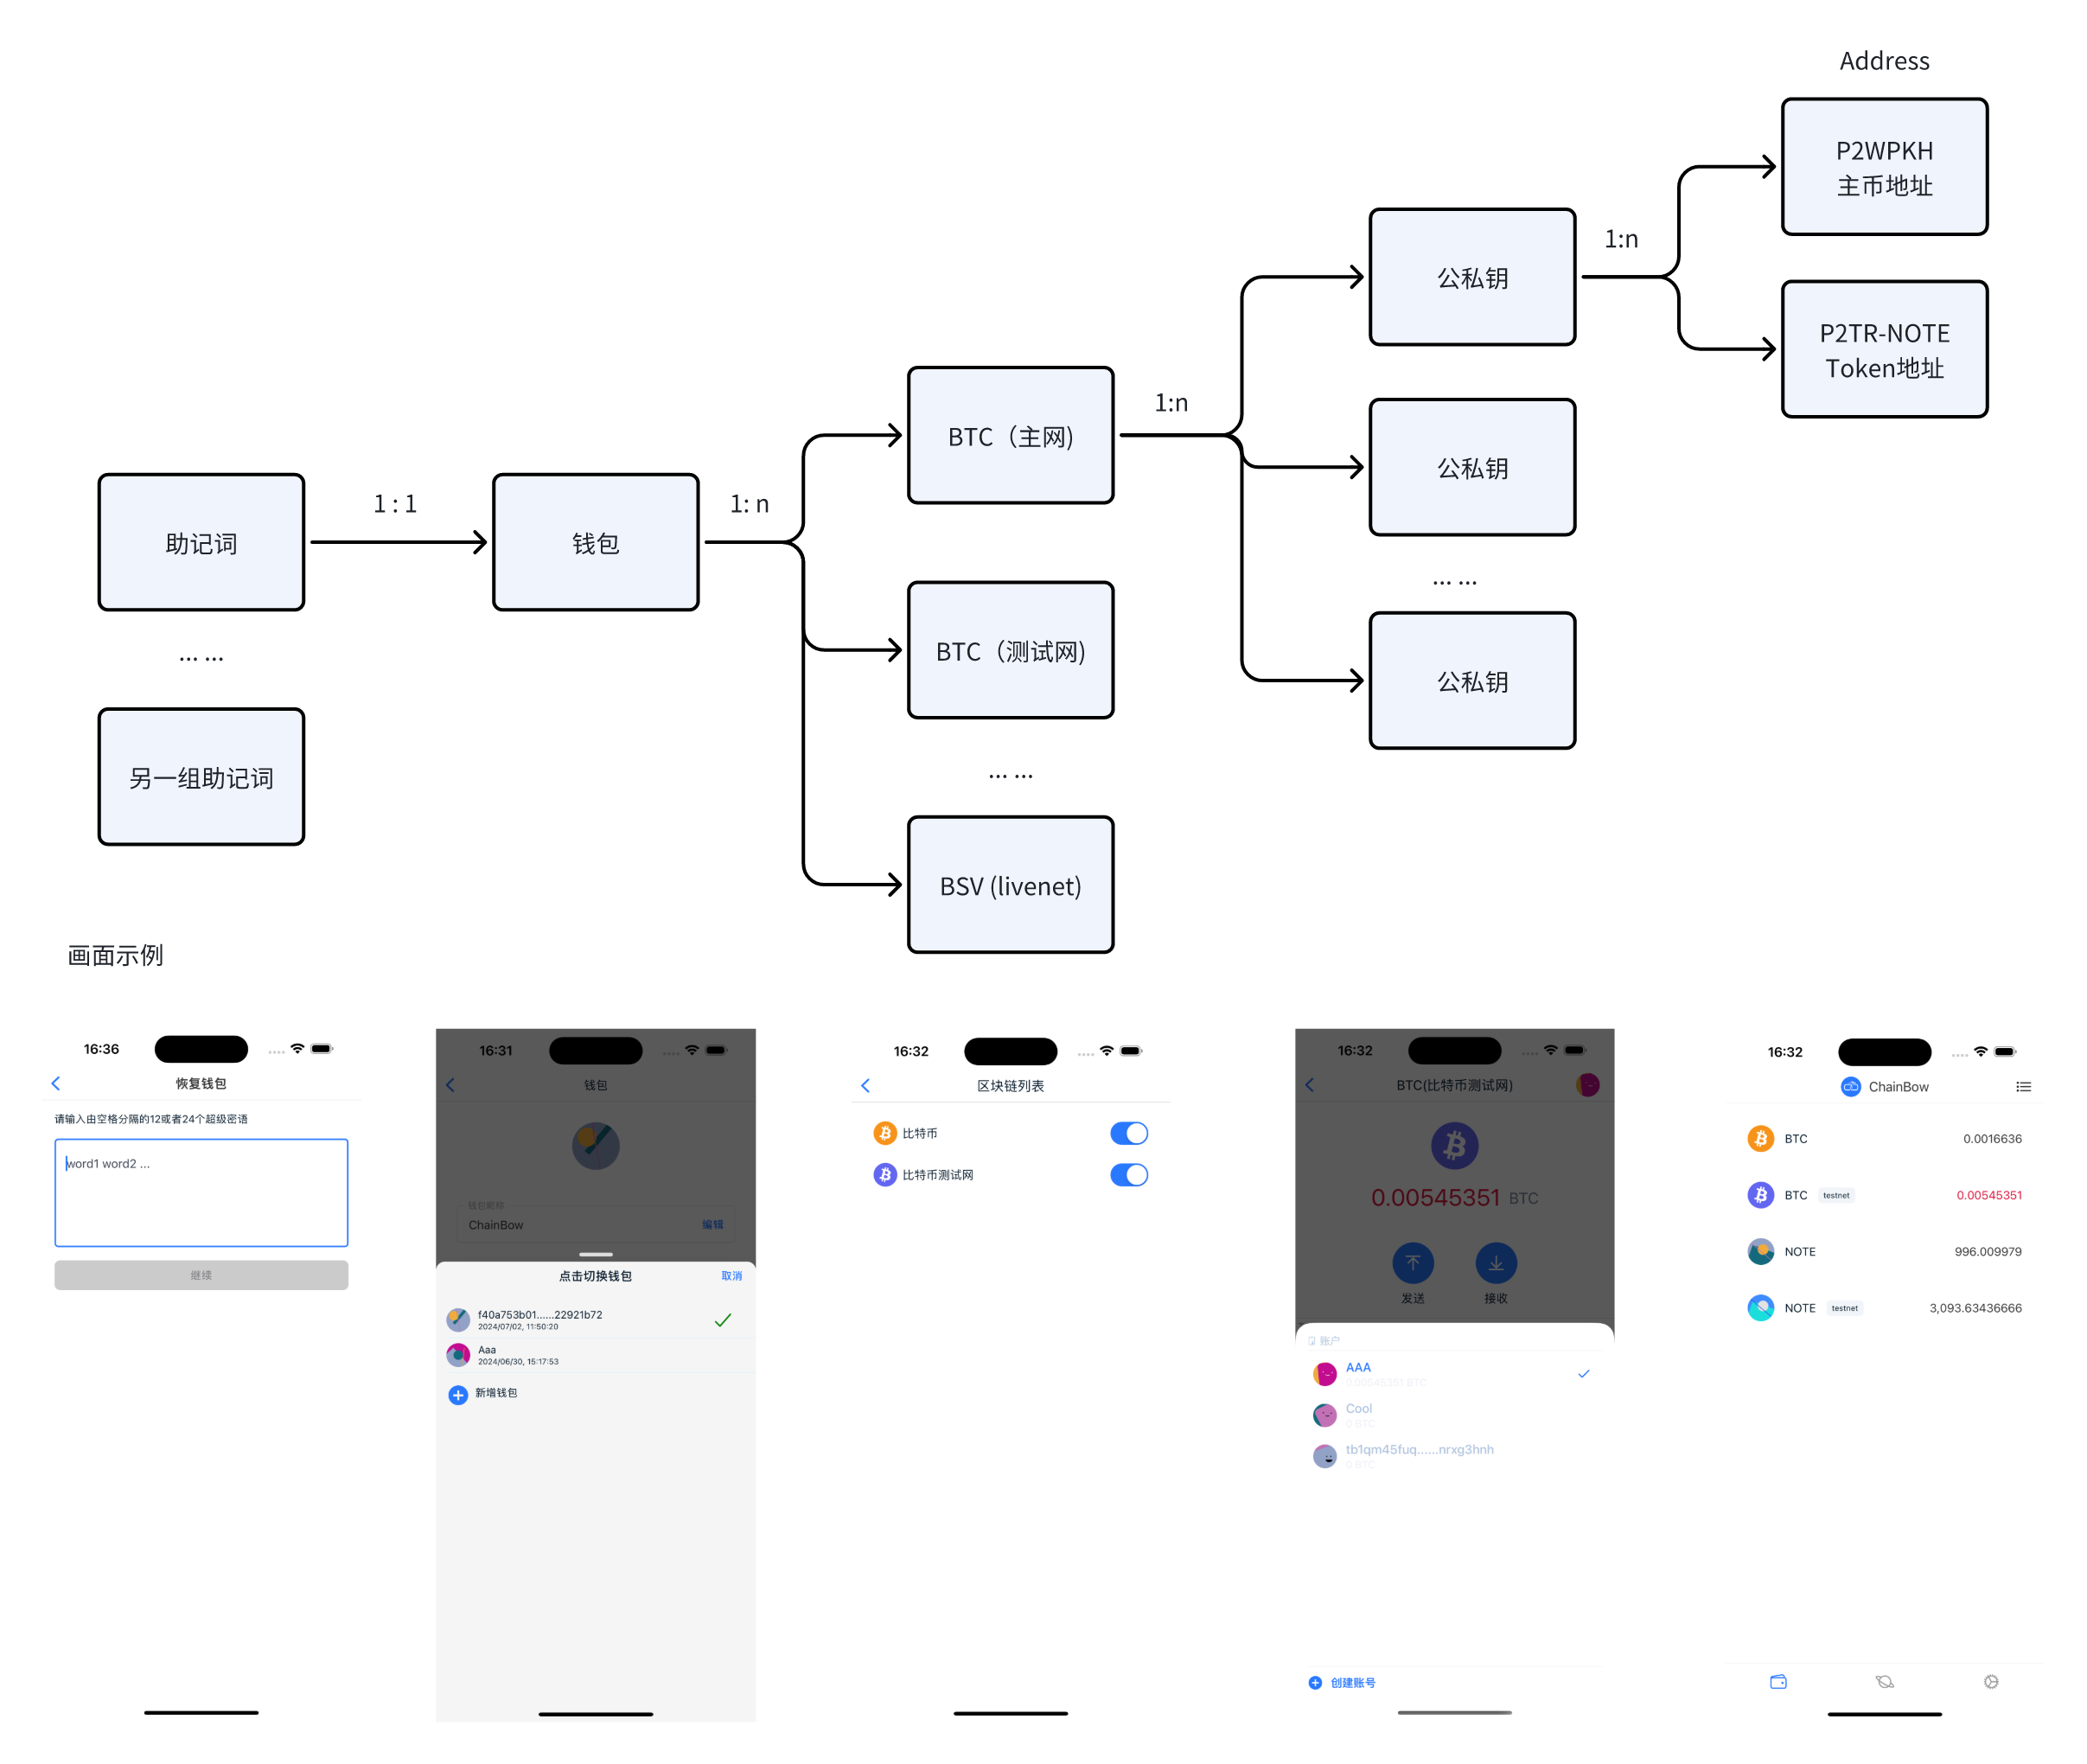 Address
P2WPKH
主币地址
1:n
公私钥
P2TR-NOTE
Token地址
1:n
BTC（主网)
公私钥
1 : 1
1: n
助记词
钱包
... ...
BTC（测试网)
公私钥
... ...
另一组助记词
... ...
BSV (livenet)
画面示例
16:36
恢复钱包
请输入由空格分隔的12或者24个超级密语
word1 word2 ...
继续
16:31
钱包
钱包昵称
ChainBow
编辑
点击切换钱包
取消
f40a753b01......22921b72
2024/07/02, 11:50:20
Aaa
2024/06/30, 15:17:53
新增钱包
16:32
区块链列表
比特币
比特币测试网
16:32
BTC(比特币测试网)
0.00545351 BTC
发送
接收
账户
AAA
0.00545351 BTC
Cool
0 BTC
tb1qm45fuq......nrxg3hnh
0 BTC
创建账号
16:32
ChainBow
BTC 0.0016636
BTC testnet 0.00545351
NOTE 996.009979
NOTE testnet 3,093.63436666